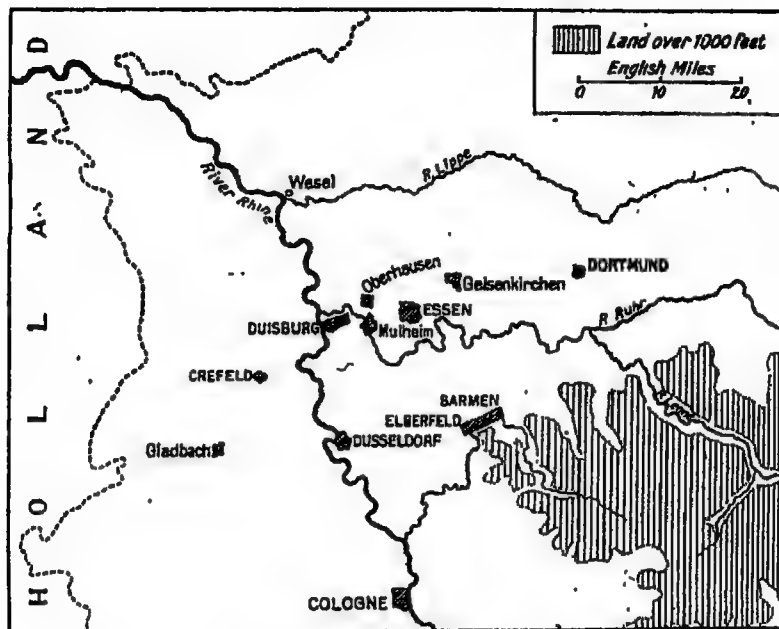 Land over 1000 feet
English Miles
0 10 20
HOLLAND
River Rhine
Wesel
R. Lippe
Oberhausen
Gelsenkirchen
DORTMUND
DUISBURG
Mulheim
ESSEN
R. Ruhr
CREFELD
BARMEN
ELBERFELD
Gladbach
DUSSELDORF
COLOGNE